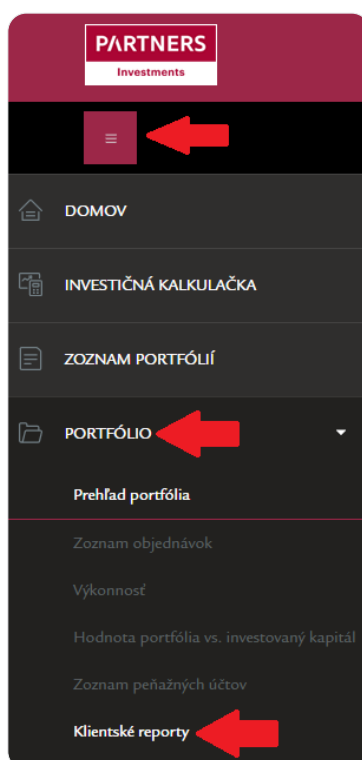 PARTNERS
Investments
DOMOV
INVESTIČNÁ KALKULAČKA
ZOZNAM PORTFÓLIÍ
PORTFÓLIO
Prehľad portfólia
Zoznam objednávok
Výkonnosť
Hodnota portfólia vs. investovaný kapitál
Zoznam peňažných účtov
Klientské reporty